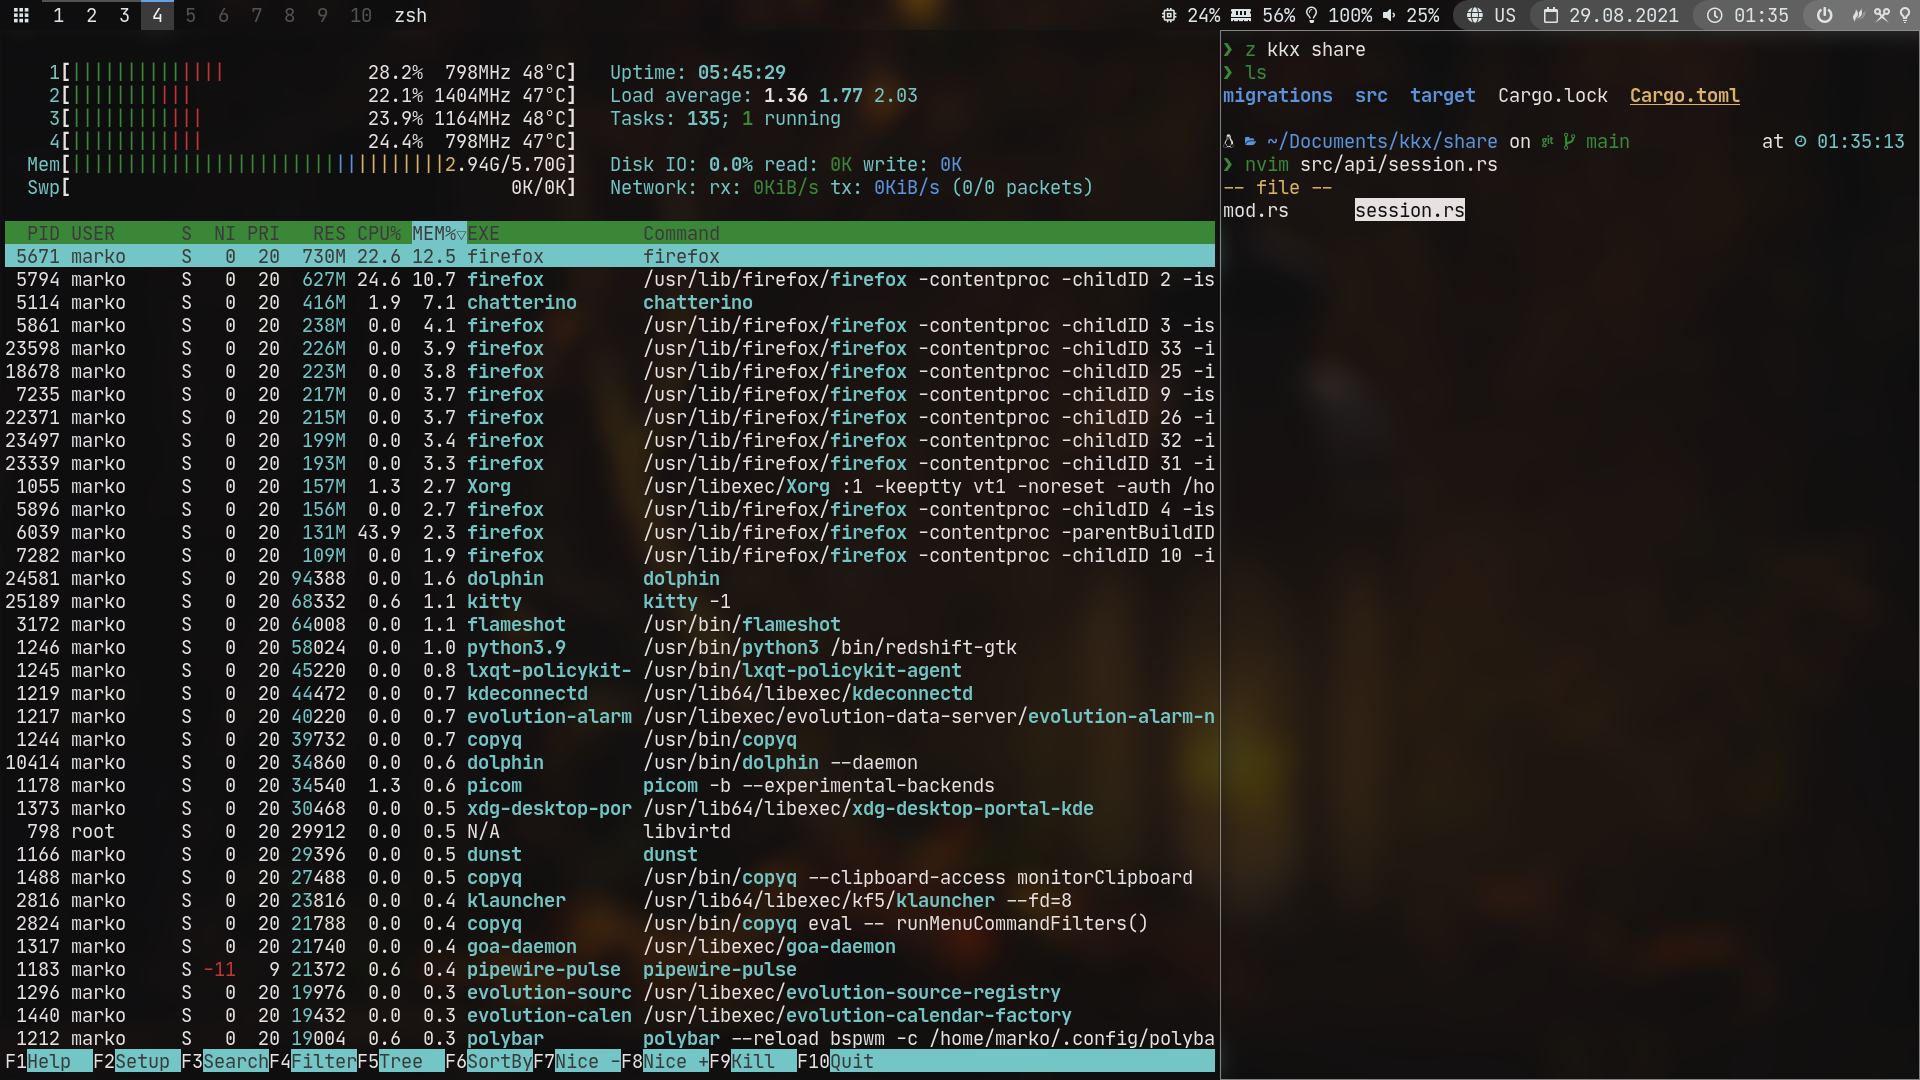 1 2 3 4 5 6 7 8 9 10 zsh 24% 56% 100% 25% US 29.08.2021 01:35
1[|||||||||||||| 28.2% 798MHz 48°C] Uptime: 05:45:29
2[||||||||||| 22.1% 1404MHz 47°C] Load average: 1.36 1.77 2.03
3[|||||||||||| 23.9% 1164MHz 48°C] Tasks: 135; 1 running
4[|||||||||||| 24.4% 798MHz 47°C]
Mem[||||||||||||||||||||||||||||||||||2.94G/5.70G] Disk IO: 0.0% read: 0K write: 0K
Swp[ 0K/0K] Network: rx: 0KiB/s tx: 0KiB/s (0/0 packets)
PID USER S NI PRI RES CPU% MEM%▽EXE Command
5671 marko S 0 20 730M 22.6 12.5 firefox firefox
5794 marko S 0 20 627M 24.6 10.7 firefox /usr/lib/firefox/firefox -contentproc -childID 2 -is
5114 marko S 0 20 416M 1.9 7.1 chatterino chatterino
5861 marko S 0 20 238M 0.0 4.1 firefox /usr/lib/firefox/firefox -contentproc -childID 3 -is
23598 marko S 0 20 226M 0.0 3.9 firefox /usr/lib/firefox/firefox -contentproc -childID 33 -i
18678 marko S 0 20 223M 0.0 3.8 firefox /usr/lib/firefox/firefox -contentproc -childID 25 -i
7235 marko S 0 20 217M 0.0 3.7 firefox /usr/lib/firefox/firefox -contentproc -childID 9 -is
22371 marko S 0 20 215M 0.0 3.7 firefox /usr/lib/firefox/firefox -contentproc -childID 26 -i
23497 marko S 0 20 199M 0.0 3.4 firefox /usr/lib/firefox/firefox -contentproc -childID 32 -i
23339 marko S 0 20 193M 0.0 3.3 firefox /usr/lib/firefox/firefox -contentproc -childID 31 -i
1055 marko S 0 20 157M 1.3 2.7 Xorg /usr/libexec/Xorg :1 -keeptty vt1 -noreset -auth /ho
5896 marko S 0 20 156M 0.0 2.7 firefox /usr/lib/firefox/firefox -contentproc -childID 4 -is
6039 marko S 0 20 131M 43.9 2.3 firefox /usr/lib/firefox/firefox -contentproc -parentBuildID
7282 marko S 0 20 109M 0.0 1.9 firefox /usr/lib/firefox/firefox -contentproc -childID 10 -i
24581 marko S 0 20 94388 0.0 1.6 dolphin dolphin
25189 marko S 0 20 68332 0.6 1.1 kitty kitty -1
3172 marko S 0 20 64008 0.0 1.1 flameshot /usr/bin/flameshot
1246 marko S 0 20 58024 0.0 1.0 python3.9 /usr/bin/python3 /bin/redshift-gtk
1245 marko S 0 20 45220 0.0 0.8 lxqt-policykit- /usr/bin/lxqt-policykit-agent
1219 marko S 0 20 44472 0.0 0.7 kdeconnectd /usr/lib64/libexec/kdeconnectd
1217 marko S 0 20 40220 0.0 0.7 evolution-alarm /usr/libexec/evolution-data-server/evolution-alarm-n
1244 marko S 0 20 39732 0.0 0.7 copyq /usr/bin/copyq
10414 marko S 0 20 34860 0.0 0.6 dolphin /usr/bin/dolphin --daemon
1178 marko S 0 20 34540 1.3 0.6 picom picom -b --experimental-backends
1373 marko S 0 20 30468 0.0 0.5 xdg-desktop-por /usr/lib64/libexec/xdg-desktop-portal-kde
798 root S 0 20 29912 0.0 0.5 N/A libvirtd
1166 marko S 0 20 29396 0.0 0.5 dunst dunst
1488 marko S 0 20 27488 0.0 0.5 copyq /usr/bin/copyq --clipboard-access monitorClipboard
2816 marko S 0 20 23816 0.0 0.4 klauncher /usr/lib64/libexec/kf5/klauncher --fd=8
2824 marko S 0 20 21788 0.0 0.4 copyq /usr/bin/copyq eval -- runMenuCommandFilters()
1317 marko S 0 20 21740 0.0 0.4 goa-daemon /usr/libexec/goa-daemon
1183 marko S -11 9 21372 0.6 0.4 pipewire-pulse pipewire-pulse
1296 marko S 0 20 19976 0.0 0.3 evolution-sourc /usr/libexec/evolution-source-registry
1440 marko S 0 20 19432 0.0 0.3 evolution-calen /usr/libexec/evolution-calendar-factory
1212 marko S 0 20 19004 0.6 0.3 polybar polybar --reload bspwm -c /home/marko/.config/polyba
F1Help F2Setup F3SearchF4FilterF5Tree F6SortByF7Nice -F8Nice +F9Kill F10Quit
❯ z kkx share
❯ ls
migrations src target Cargo.lock Cargo.toml
~/Documents/kkx/share on git main at 01:35:13
❯ nvim src/api/session.rs
-- file --
mod.rs session.rs